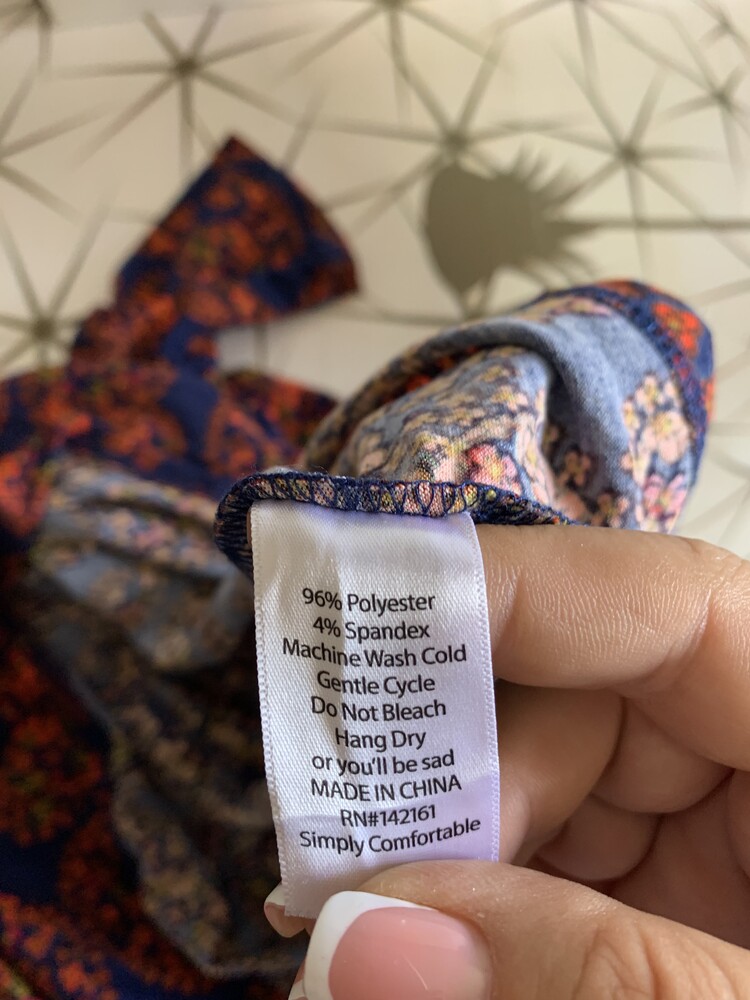 96% Polyester
4% Spandex
Machine Wash Cold
Gentle Cycle
Do Not Bleach
Hang Dry
or you'll be sad
MADE IN CHINA
RN#142161
Simply Comfortable